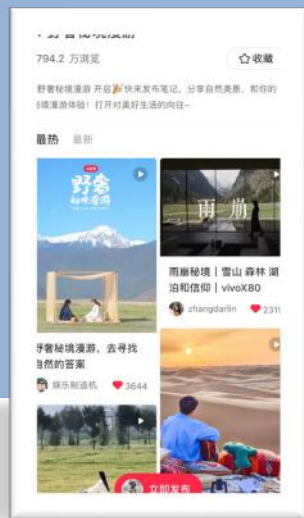 794.2 万浏览
☆收藏
野奢秘境漫游 开启🎉快来发布笔记，分享自然美景，和你的
境漫游体验！打开对美好生活的向往~
最热 最新
野奢
秘境漫游
野奢秘境漫游，去寻找
自然的答案
娱乐制造机 3644
雨崩
雨崩秘境｜雪山 森林 湖
泊和信仰｜vivoX80
zhangdarlin 231
立即发布